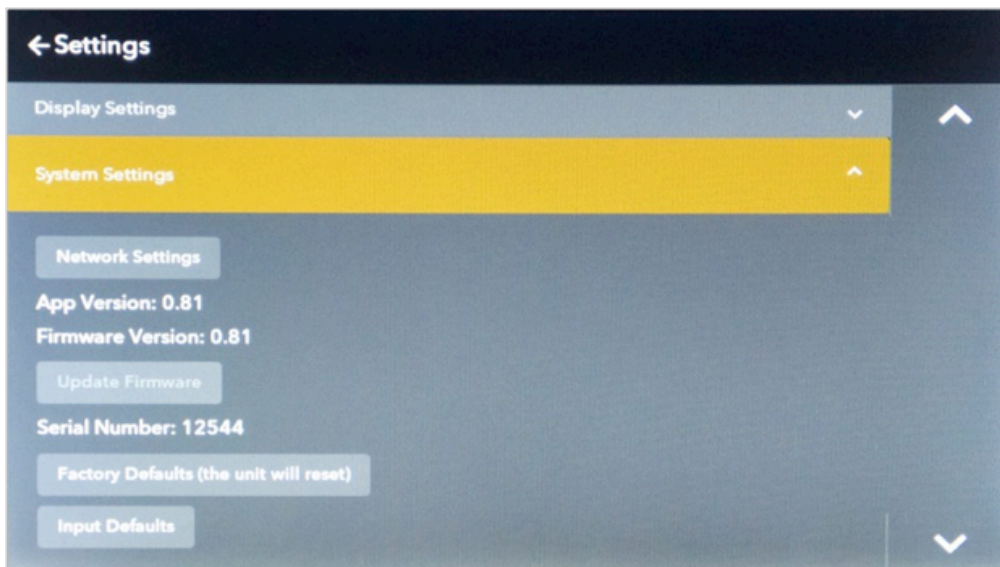 Settings
Display Settings
System Settings
Network Settings
App Version: 0.81
Firmware Version: 0.81
Update Firmware
Serial Number: 12544
Factory Defaults (the unit will reset)
Input Defaults